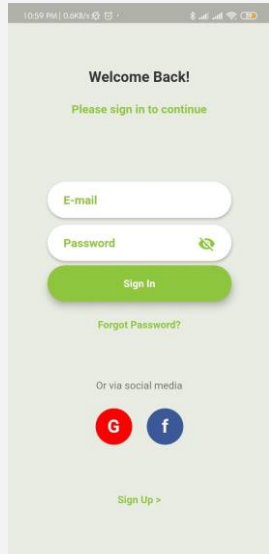 10:59 PM | 0.6KB/s
Welcome Back!
Please sign in to continue
E-mail
Password
Sign In
Forgot Password?
Or via social media
G f
Sign Up >